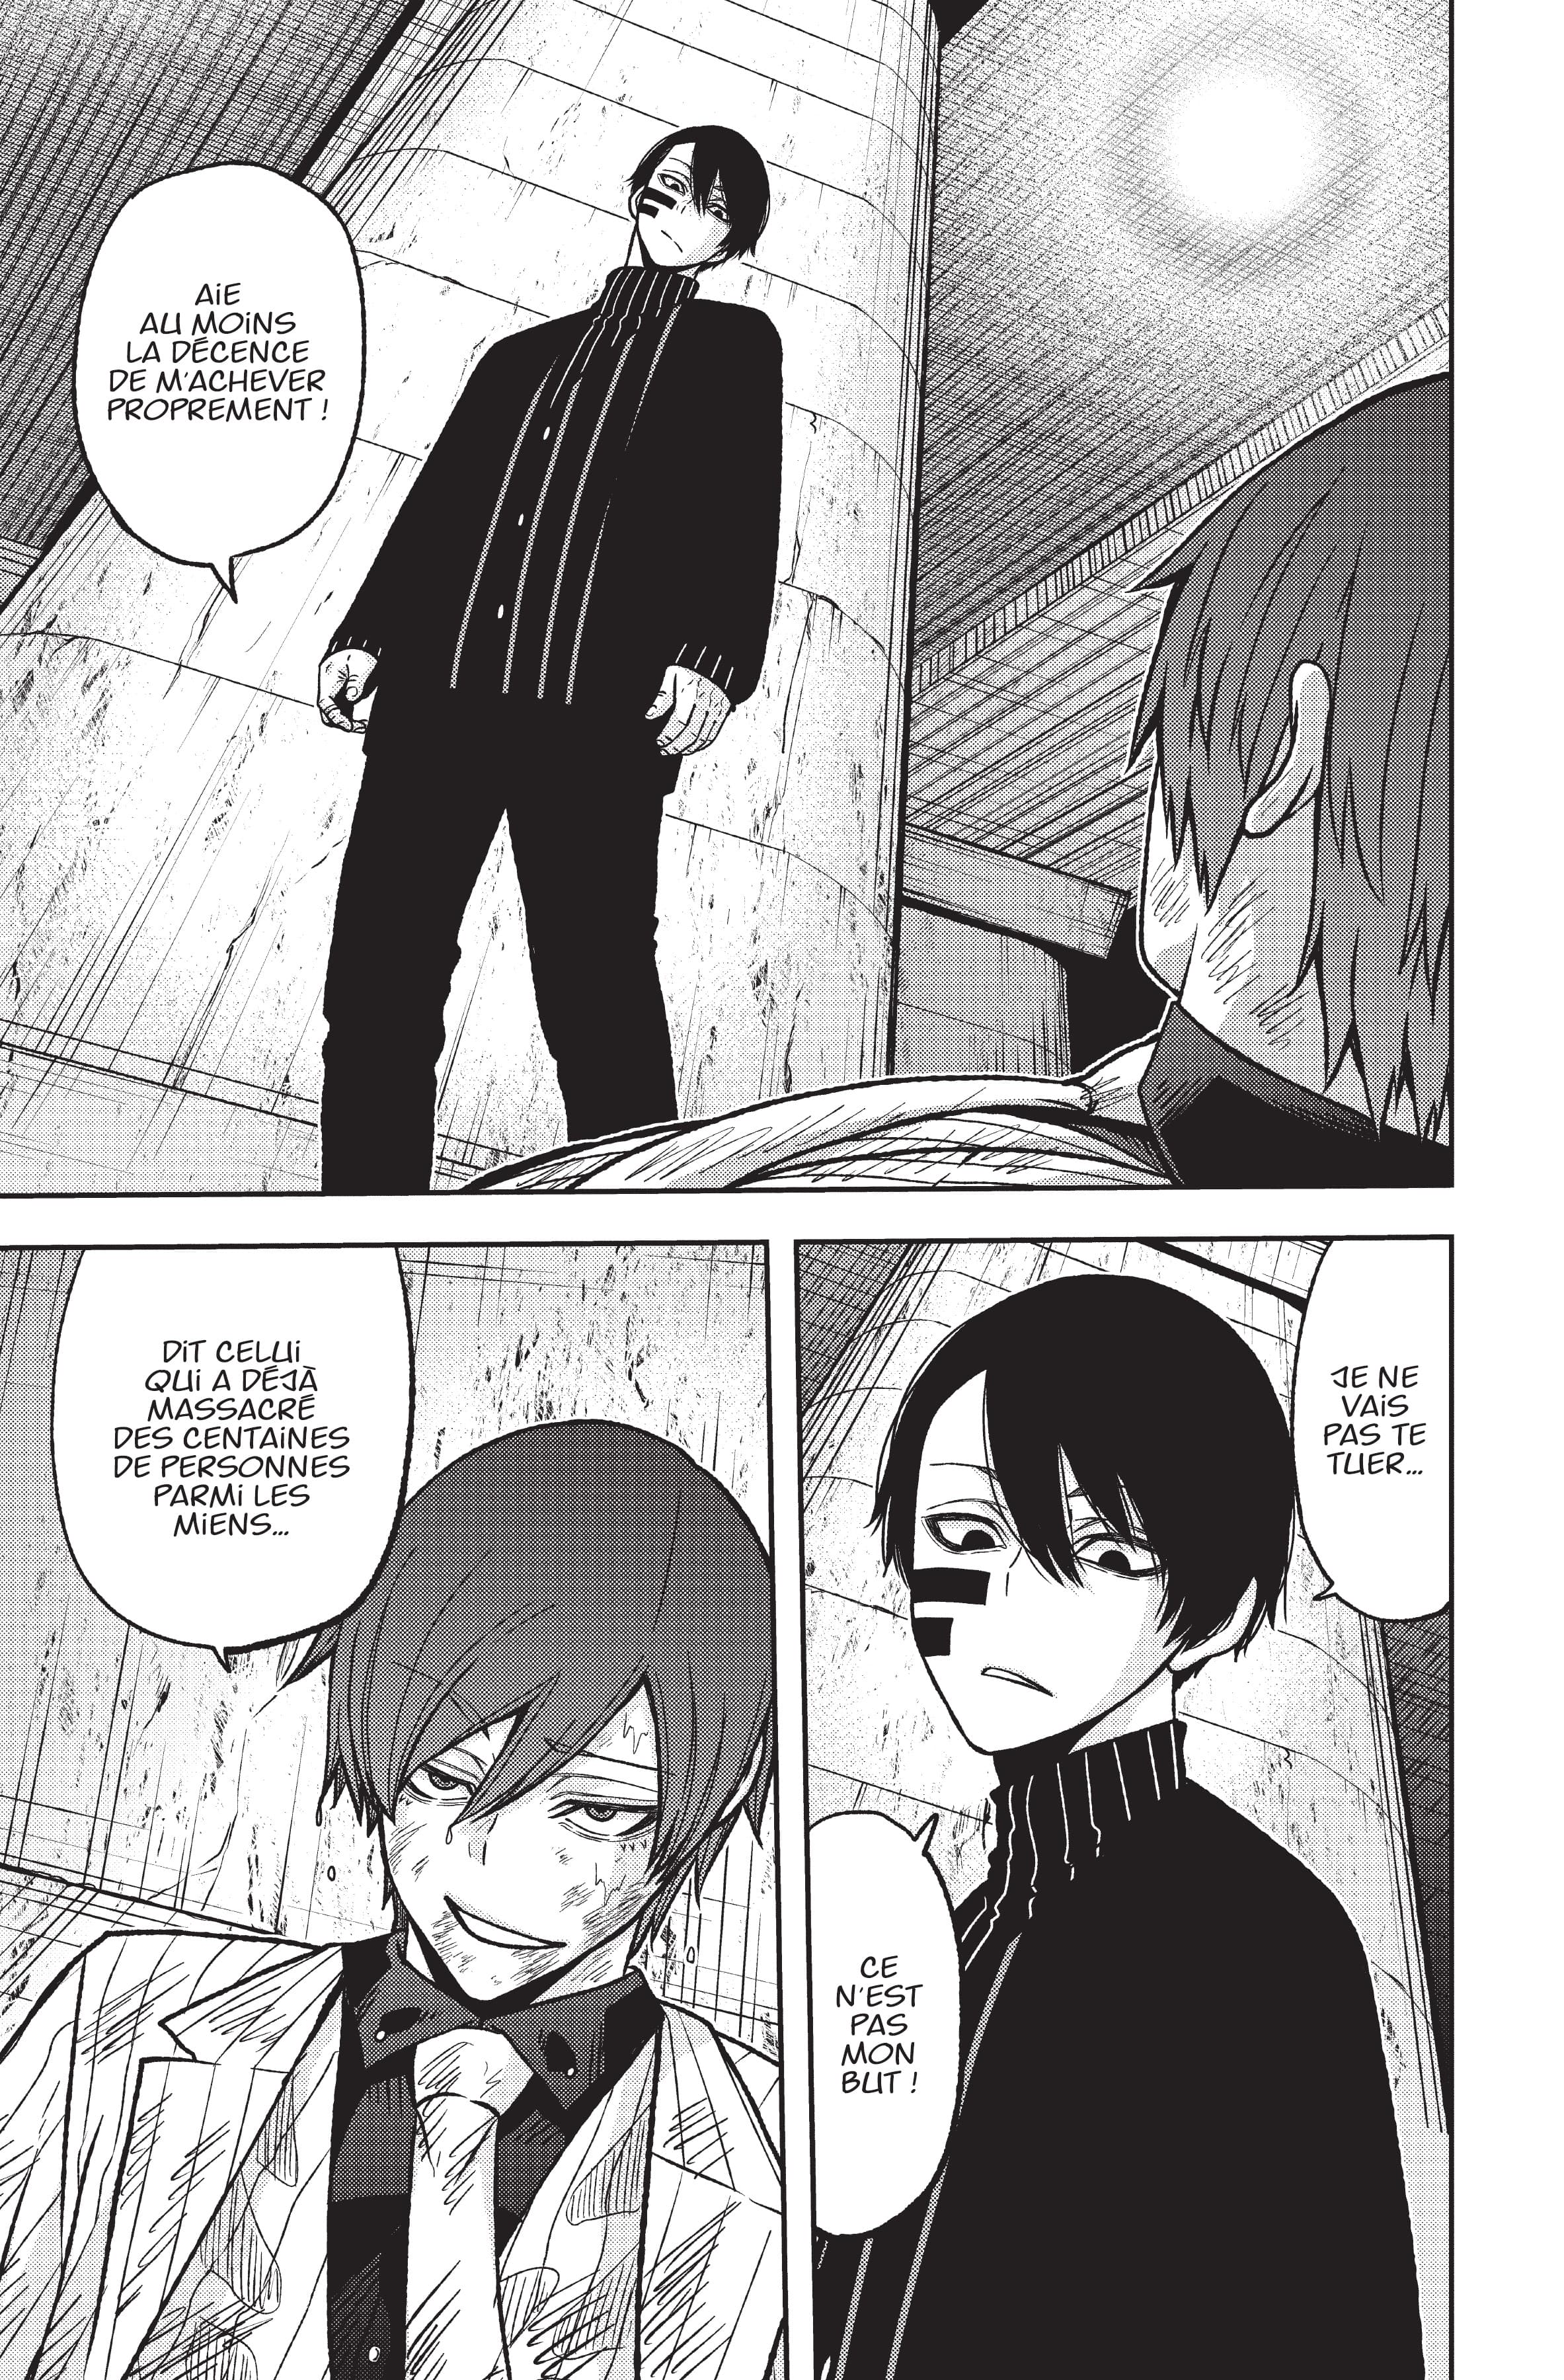 AIE
AU MOINS
LA DÉCENCE
DE M'ACHEVER
PROPREMENT !
JE NE
VAIS
PAS TE
TUER...
CE
N'EST
PAS
MON
BUT !
DIT CELUI
QUI A DÉJÀ
MASSACRÉ
DES CENTAINES
DE PERSONNES
PARMI LES
MIENS...